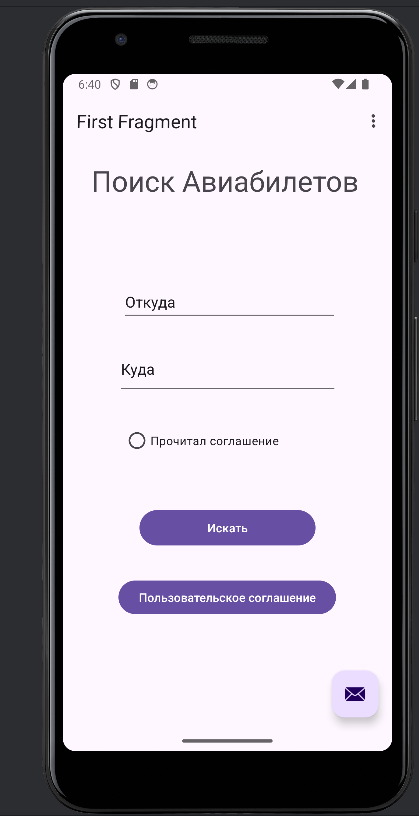 6:40
First Fragment
Поиск Авиабилетов
Откуда
Куда
Прочитал соглашение
Искать
Пользовательское соглашение